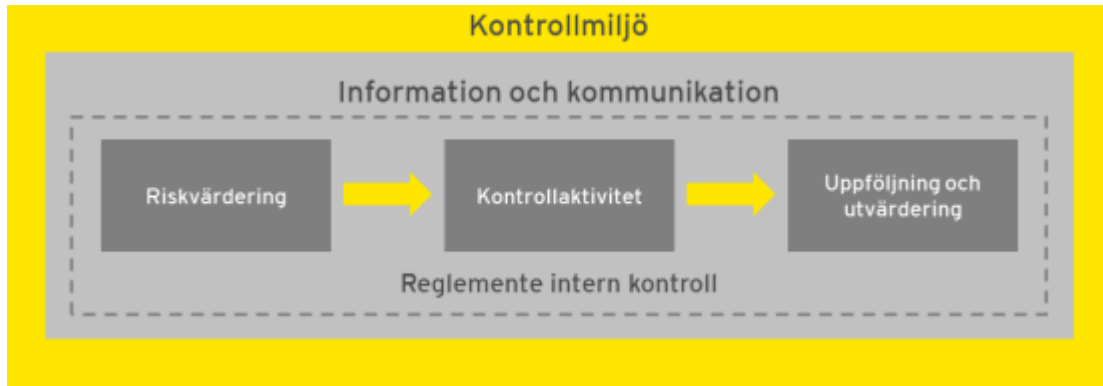 Kontrollmiljö
Information och kommunikation
Riskvärdering
Kontrollaktivitet
Uppföljning och
utvärdering
Reglemente intern kontroll